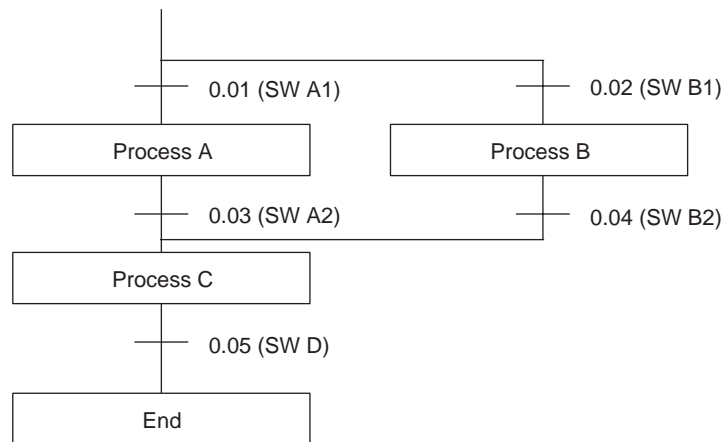 0.01 (SW A1)
0.02 (SW B1)
Process A
Process B
0.03 (SW A2)
0.04 (SW B2)
Process C
0.05 (SW D)
End